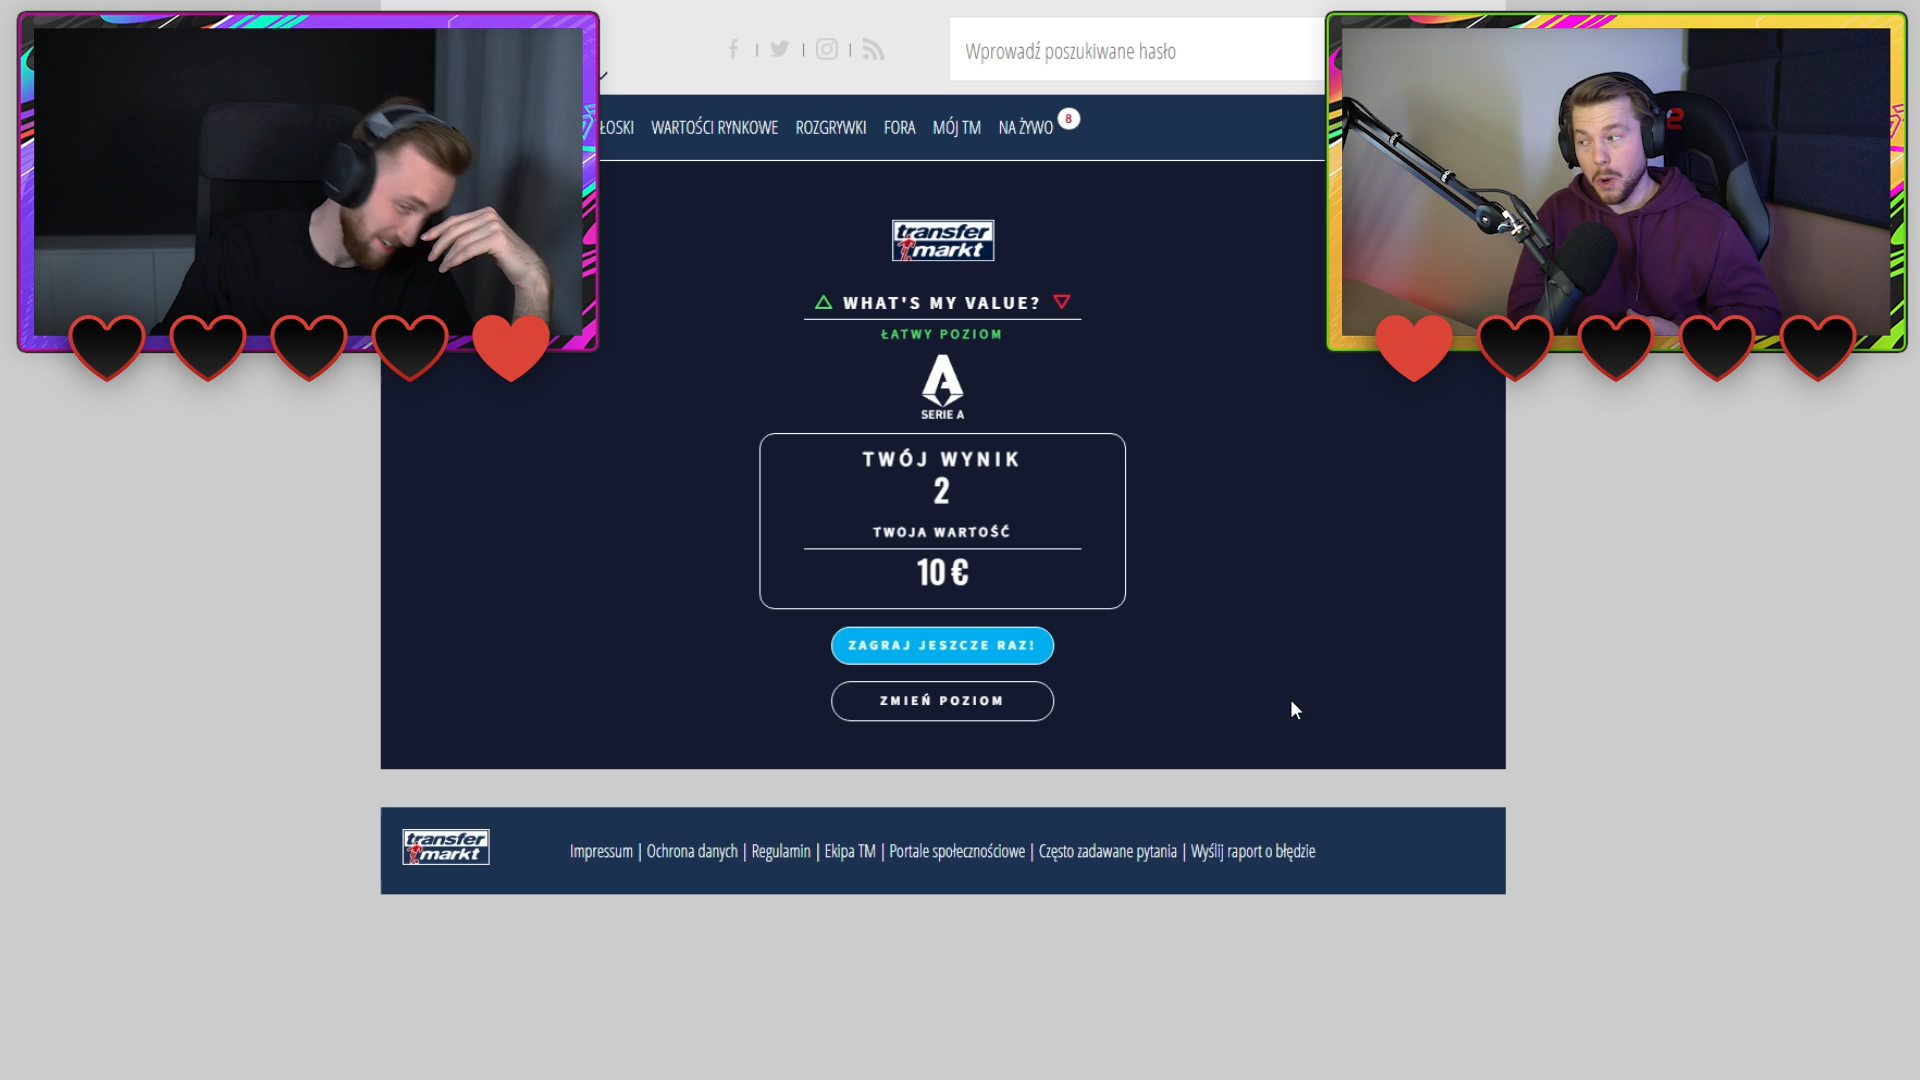 Wprowadź poszukiwane hasło
ŁOSKI WARTOŚCI RYNKOWE ROZGRYWKI FORA MÓJ TM NA ŻYWO 8
transfer
markt
WHAT'S MY VALUE?
ŁATWY POZIOM
SERIE A
TWÓJ WYNIK
2
TWOJA WARTOŚĆ
10 €
ZAGRAJ JESZCZE RAZ!
ZMIEŃ POZIOM
transfer
markt
Impressum | Ochrona danych | Regulamin | Ekipa TM | Portale społecznościowe | Często zadawane pytania | Wyślij raport o błędzie